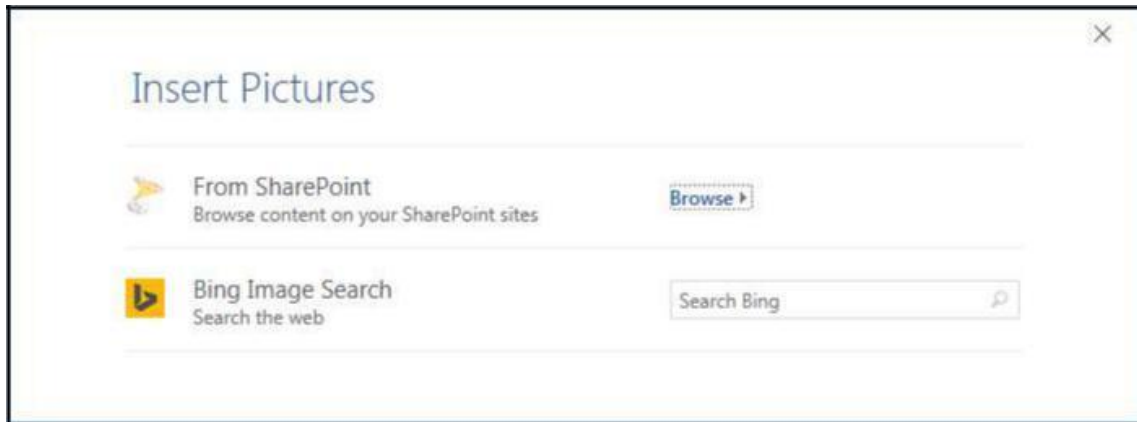 Insert Pictures
From SharePoint
Browse content on your SharePoint sites
Browse
Bing Image Search
Search the web
Search Bing